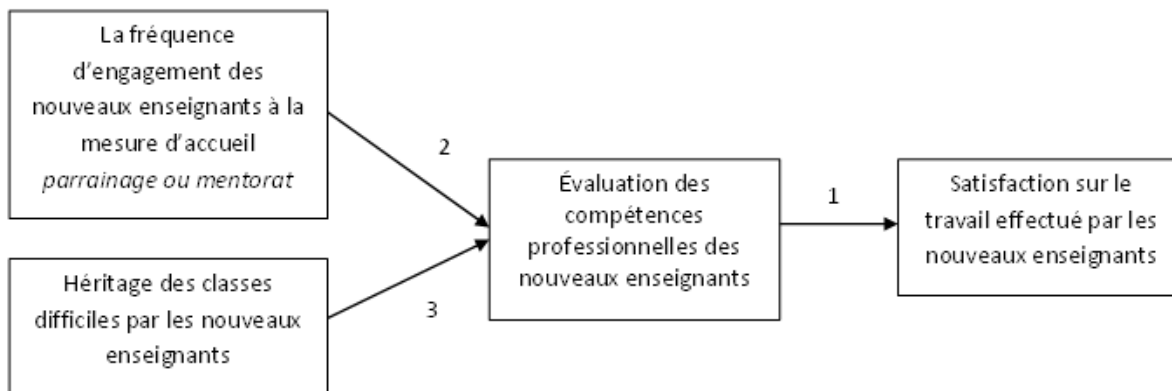 La fréquence
d'engagement des
nouveaux enseignants à la
mesure d'accueil
parrainage ou mentorat
2
Évaluation des
compétences
professionnelles des
nouveaux enseignants
1
Satisfaction sur le
travail effectué par les
nouveaux enseignants
Héritage des classes
difficiles par les nouveaux
enseignants
3